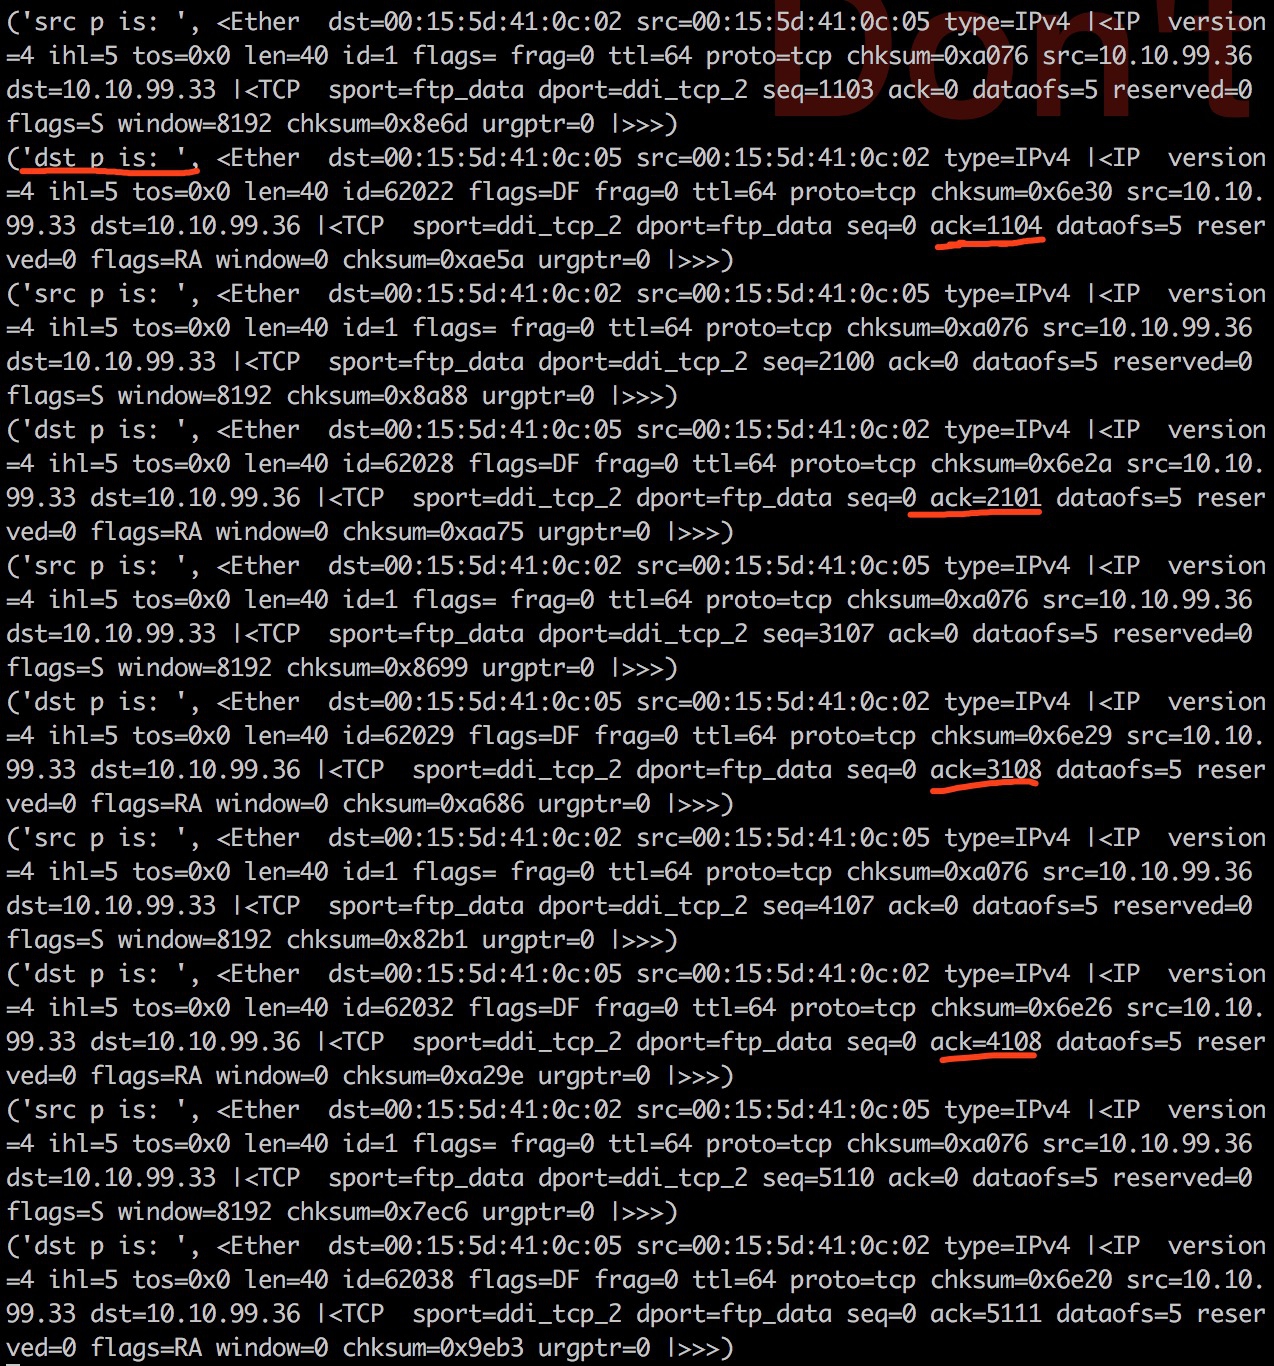 Don't
('src p is: ', <Ether  dst=00:15:5d:41:0c:02 src=00:15:5d:41:0c:05 type=IPv4 |<IP  version
=4 ihl=5 tos=0x0 len=40 id=1 flags= frag=0 ttl=64 proto=tcp chksum=0xa076 src=10.10.99.36
dst=10.10.99.33 |<TCP  sport=ftp_data dport=ddi_tcp_2 seq=1103 ack=0 dataofs=5 reserved=0
flags=S window=8192 chksum=0x8e6d urgptr=0 |>>>)
('dst p is: ', <Ether  dst=00:15:5d:41:0c:05 src=00:15:5d:41:0c:02 type=IPv4 |<IP  version
=4 ihl=5 tos=0x0 len=40 id=62022 flags=DF frag=0 ttl=64 proto=tcp chksum=0x6e30 src=10.10.
99.33 dst=10.10.99.36 |<TCP  sport=ddi_tcp_2 dport=ftp_data seq=0 ack=1104 dataofs=5 reser
ved=0 flags=RA window=0 chksum=0xae5a urgptr=0 |>>>)
('src p is: ', <Ether  dst=00:15:5d:41:0c:02 src=00:15:5d:41:0c:05 type=IPv4 |<IP  version
=4 ihl=5 tos=0x0 len=40 id=1 flags= frag=0 ttl=64 proto=tcp chksum=0xa076 src=10.10.99.36
dst=10.10.99.33 |<TCP  sport=ftp_data dport=ddi_tcp_2 seq=2100 ack=0 dataofs=5 reserved=0
flags=S window=8192 chksum=0x8a88 urgptr=0 |>>>)
('dst p is: ', <Ether  dst=00:15:5d:41:0c:05 src=00:15:5d:41:0c:02 type=IPv4 |<IP  version
=4 ihl=5 tos=0x0 len=40 id=62028 flags=DF frag=0 ttl=64 proto=tcp chksum=0x6e2a src=10.10.
99.33 dst=10.10.99.36 |<TCP  sport=ddi_tcp_2 dport=ftp_data seq=0 ack=2101 dataofs=5 reser
ved=0 flags=RA window=0 chksum=0xaa75 urgptr=0 |>>>)
('src p is: ', <Ether  dst=00:15:5d:41:0c:02 src=00:15:5d:41:0c:05 type=IPv4 |<IP  version
=4 ihl=5 tos=0x0 len=40 id=1 flags= frag=0 ttl=64 proto=tcp chksum=0xa076 src=10.10.99.36
dst=10.10.99.33 |<TCP  sport=ftp_data dport=ddi_tcp_2 seq=3107 ack=0 dataofs=5 reserved=0
flags=S window=8192 chksum=0x8699 urgptr=0 |>>>)
('dst p is: ', <Ether  dst=00:15:5d:41:0c:05 src=00:15:5d:41:0c:02 type=IPv4 |<IP  version
=4 ihl=5 tos=0x0 len=40 id=62029 flags=DF frag=0 ttl=64 proto=tcp chksum=0x6e29 src=10.10.
99.33 dst=10.10.99.36 |<TCP  sport=ddi_tcp_2 dport=ftp_data seq=0 ack=3108 dataofs=5 reser
ved=0 flags=RA window=0 chksum=0xa686 urgptr=0 |>>>)
('src p is: ', <Ether  dst=00:15:5d:41:0c:02 src=00:15:5d:41:0c:05 type=IPv4 |<IP  version
=4 ihl=5 tos=0x0 len=40 id=1 flags= frag=0 ttl=64 proto=tcp chksum=0xa076 src=10.10.99.36
dst=10.10.99.33 |<TCP  sport=ftp_data dport=ddi_tcp_2 seq=4107 ack=0 dataofs=5 reserved=0
flags=S window=8192 chksum=0x82b1 urgptr=0 |>>>)
('dst p is: ', <Ether  dst=00:15:5d:41:0c:05 src=00:15:5d:41:0c:02 type=IPv4 |<IP  version
=4 ihl=5 tos=0x0 len=40 id=62032 flags=DF frag=0 ttl=64 proto=tcp chksum=0x6e26 src=10.10.
99.33 dst=10.10.99.36 |<TCP  sport=ddi_tcp_2 dport=ftp_data seq=0 ack=4108 dataofs=5 reser
ved=0 flags=RA window=0 chksum=0xa29e urgptr=0 |>>>)
('src p is: ', <Ether  dst=00:15:5d:41:0c:02 src=00:15:5d:41:0c:05 type=IPv4 |<IP  version
=4 ihl=5 tos=0x0 len=40 id=1 flags= frag=0 ttl=64 proto=tcp chksum=0xa076 src=10.10.99.36
dst=10.10.99.33 |<TCP  sport=ftp_data dport=ddi_tcp_2 seq=5110 ack=0 dataofs=5 reserved=0
flags=S window=8192 chksum=0x7ec6 urgptr=0 |>>>)
('dst p is: ', <Ether  dst=00:15:5d:41:0c:05 src=00:15:5d:41:0c:02 type=IPv4 |<IP  version
=4 ihl=5 tos=0x0 len=40 id=62038 flags=DF frag=0 ttl=64 proto=tcp chksum=0x6e20 src=10.10.
99.33 dst=10.10.99.36 |<TCP  sport=ddi_tcp_2 dport=ftp_data seq=0 ack=5111 dataofs=5 reser
ved=0 flags=RA window=0 chksum=0x9eb3 urgptr=0 |>>>)